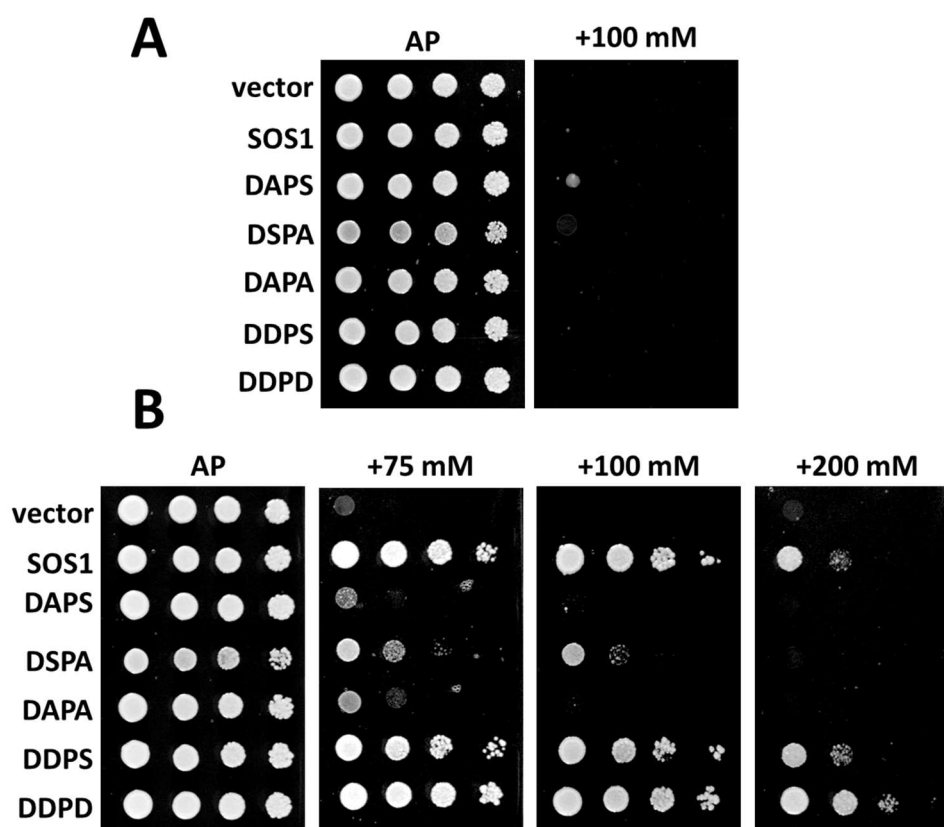 A
AP +100 mM
vector
SOS1
DAPS
DSPA
DAPA
DDPS
DDPD
B
AP +75 mM +100 mM +200 mM
vector
SOS1
DAPS
DSPA
DAPA
DDPS
DDPD